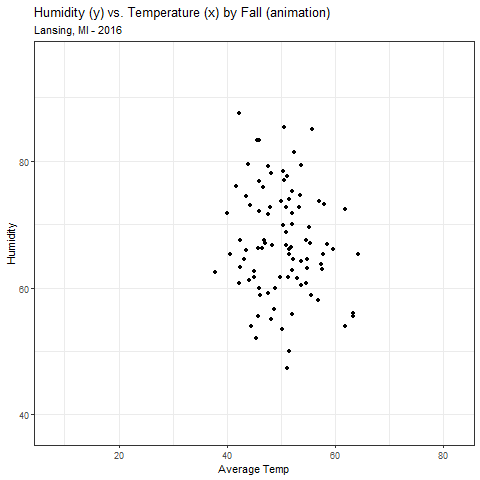 Humidity (y) vs. Temperature (x) by Fall (animation)
Lansing, MI - 2016
Humidity
80
60
40
20 40 60 80
Average Temp